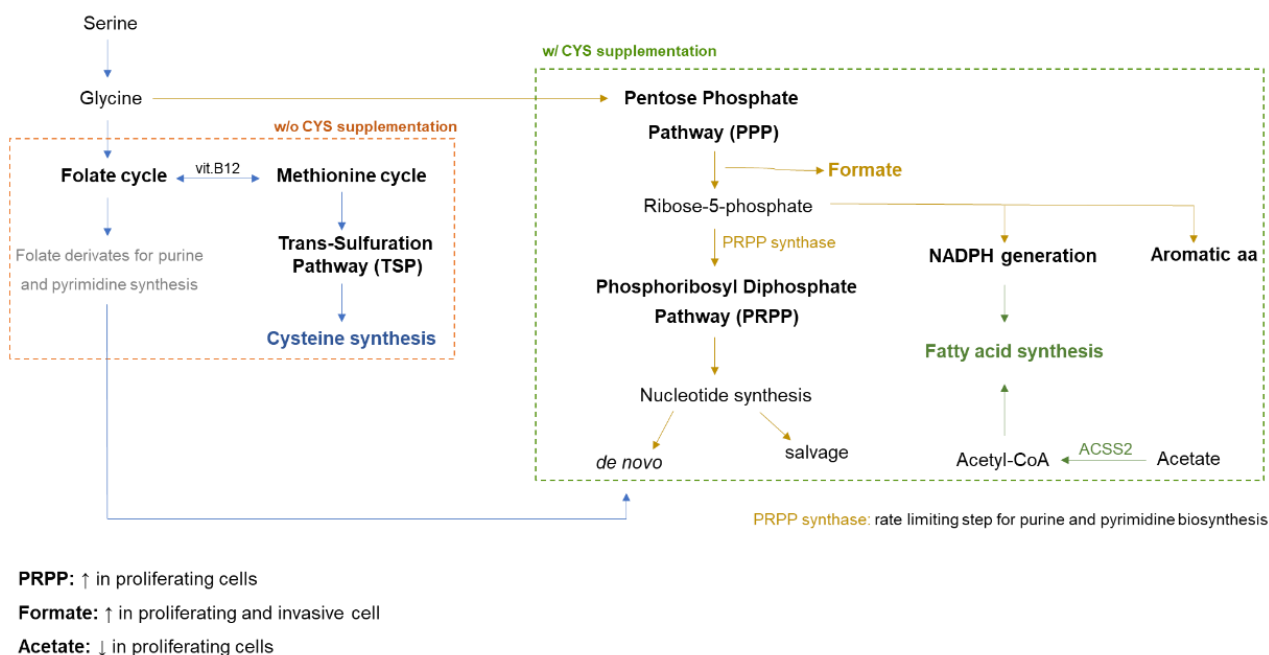 Serine
w/ CYS supplementation
Glycine
Pentose Phosphate
Pathway (PPP)
w/o CYS supplementation
Folate cycle
vit.B12
Methionine cycle
Formate
Ribose-5-phosphate
Trans-Sulfuration
Pathway (TSP)
PRPP synthase
NADPH generation
Aromatic aa
Folate derivates for purine
and pyrimidine synthesis
Phosphoribosyl Diphosphate
Pathway (PRPP)
Cysteine synthesis
Fatty acid synthesis
Nucleotide synthesis
de novo
salvage
Acetyl-CoA
ACSS2
Acetate
PRPP synthase: rate limiting step for purine and pyrimidine biosynthesis
PRPP: ↑ in proliferating cells
Formate: ↑ in proliferating and invasive cell
Acetate: ↓ in proliferating cells